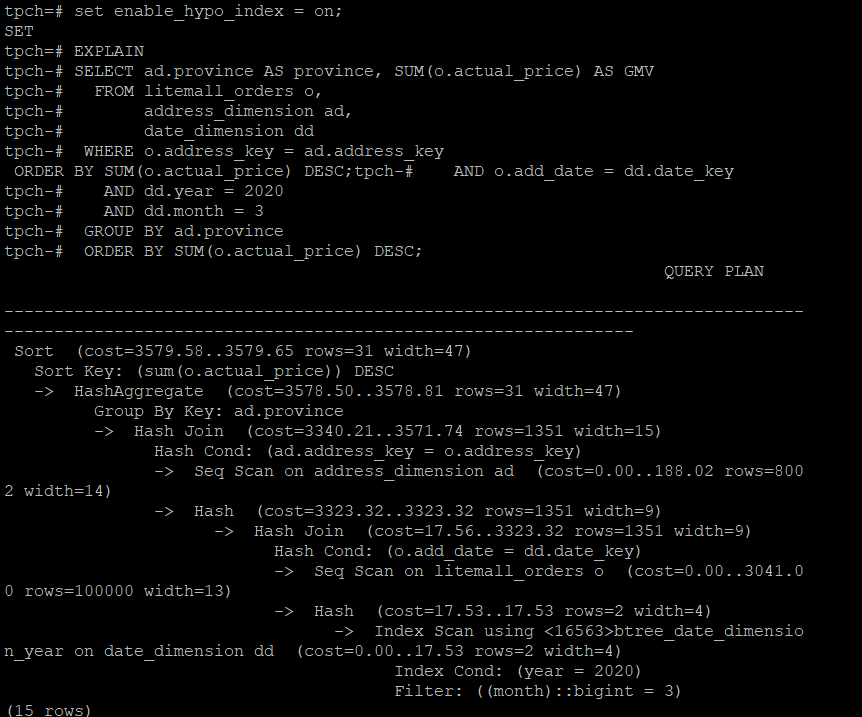 tpch=# set enable_hypo_index = on;
SET
tpch=# EXPLAIN
tpch-# SELECT ad.province AS province, SUM(o.actual_price) AS GMV
tpch-#   FROM litemall_orders o,
tpch-#        address_dimension ad,
tpch-#        date_dimension dd
tpch-#  WHERE o.address_key = ad.address_key
 ORDER BY SUM(o.actual_price) DESC;tpch-#    AND o.add_date = dd.date_key
tpch-#    AND dd.year = 2020
tpch-#    AND dd.month = 3
tpch-#  GROUP BY ad.province
tpch-#  ORDER BY SUM(o.actual_price) DESC;
                                                                  QUERY PLAN

--------------------------------------------------------------------------------
---------------------------------------------------------------
 Sort  (cost=3579.58..3579.65 rows=31 width=47)
   Sort Key: (sum(o.actual_price)) DESC
   ->  HashAggregate  (cost=3578.50..3578.81 rows=31 width=47)
         Group By Key: ad.province
         ->  Hash Join  (cost=3340.21..3571.74 rows=1351 width=15)
               Hash Cond: (ad.address_key = o.address_key)
               ->  Seq Scan on address_dimension ad  (cost=0.00..188.02 rows=800
2 width=14)
               ->  Hash  (cost=3323.32..3323.32 rows=1351 width=9)
                     ->  Hash Join  (cost=17.56..3323.32 rows=1351 width=9)
                           Hash Cond: (o.add_date = dd.date_key)
                           ->  Seq Scan on litemall_orders o  (cost=0.00..3041.0
0 rows=100000 width=13)
                           ->  Hash  (cost=17.53..17.53 rows=2 width=4)
                                 ->  Index Scan using <16563>btree_date_dimensio
n_year on date_dimension dd  (cost=0.00..17.53 rows=2 width=4)
                                       Index Cond: (year = 2020)
                                       Filter: ((month)::bigint = 3)
(15 rows)